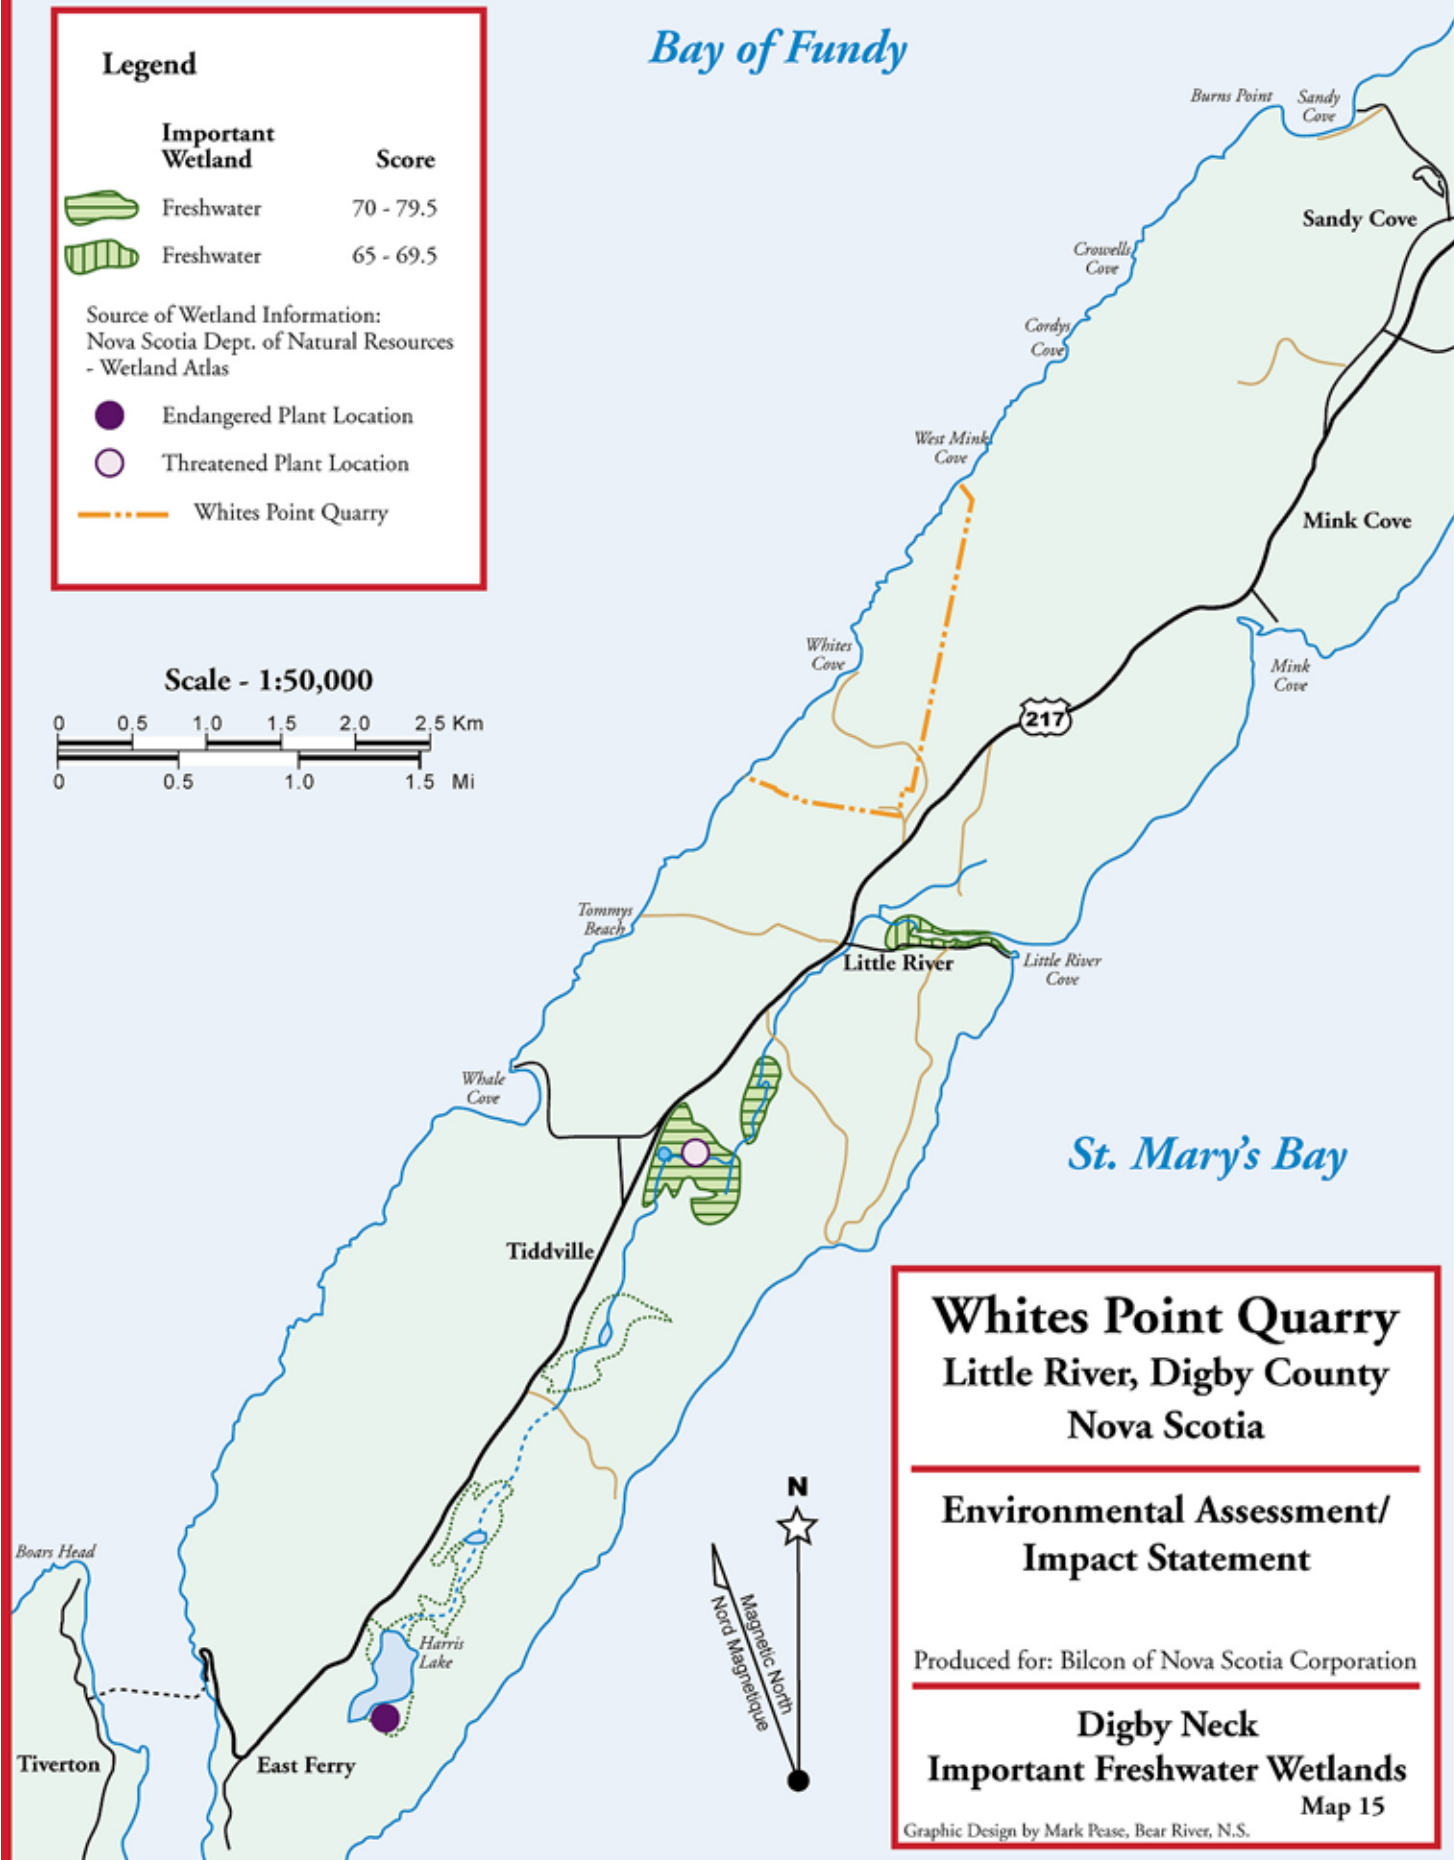 Bay of Fundy
Legend
Important
Wetland
Score
Freshwater
70 - 79.5
Freshwater
65 - 69.5
Source of Wetland Information:
Nova Scotia Dept. of Natural Resources
- Wetland Atlas
Endangered Plant Location
Threatened Plant Location
Whites Point Quarry
Scale - 1:50,000
0 0.5 1.0 1.5 2.0 2.5 Km
0 0.5 1.0 1.5 Mi
Burns Point
Sandy
Cove
Sandy Cove
Crowells
Cove
Cordys
Cove
West Mink
Cove
Mink Cove
Whites
Cove
Mink
Cove
217
Tommys
Beach
Little River
Little River
Cove
Whale
Cove
St. Mary's Bay
Tiddville
Boars Head
Harris
Lake
Tiverton
East Ferry
N
Magnetic North
Nord Magnetique
Whites Point Quarry
Little River, Digby County
Nova Scotia
Environmental Assessment/
Impact Statement
Produced for: Bilcon of Nova Scotia Corporation
Digby Neck
Important Freshwater Wetlands
Map 15
Graphic Design by Mark Pease, Bear River, N.S.